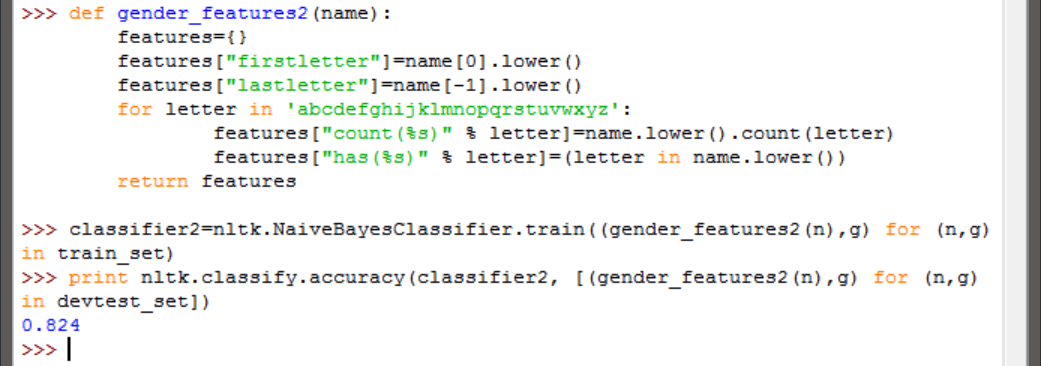 >>> def gender_features2(name):
        features={}
        features["firstletter"]=name[0].lower()
        features["lastletter"]=name[-1].lower()
        for letter in 'abcdefghijklmnopqrstuvwxyz':
                features["count(%s)" % letter]=name.lower().count(letter)
                features["has(%s)" % letter]=(letter in name.lower())
        return features
>>> classifier2=nltk.NaiveBayesClassifier.train((gender_features2(n),g) for (n,g)
in train_set)
>>> print nltk.classify.accuracy(classifier2, [(gender_features2(n),g) for (n,g)
in devtest_set])
0.824
>>>